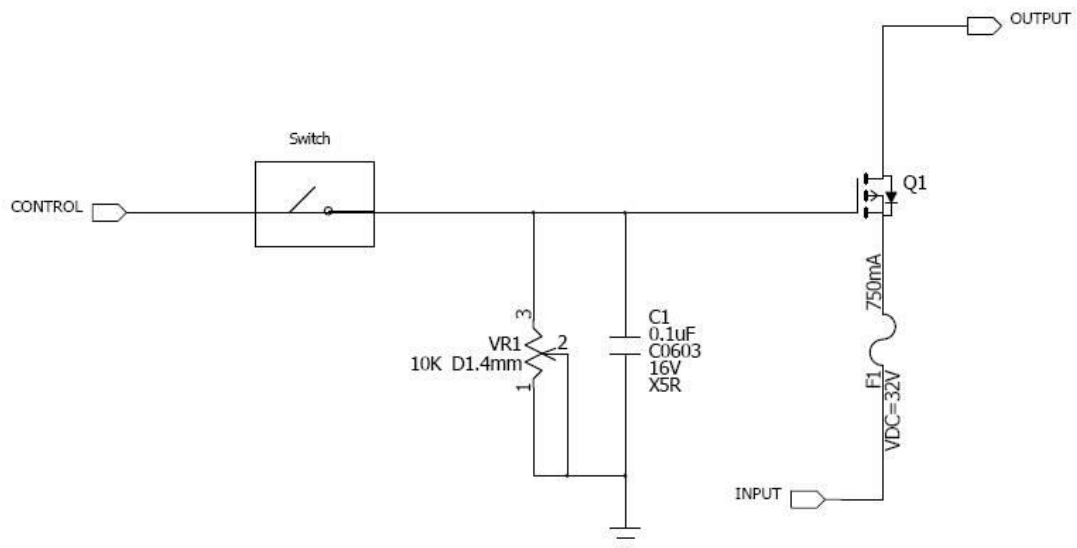 OUTPUT
Switch
Q1
CONTROL
750mA
3
C1
VR1
2
0.1uF
10K D1.4mm
C0603
16V
1
X5R
F1
VDC=32V
INPUT